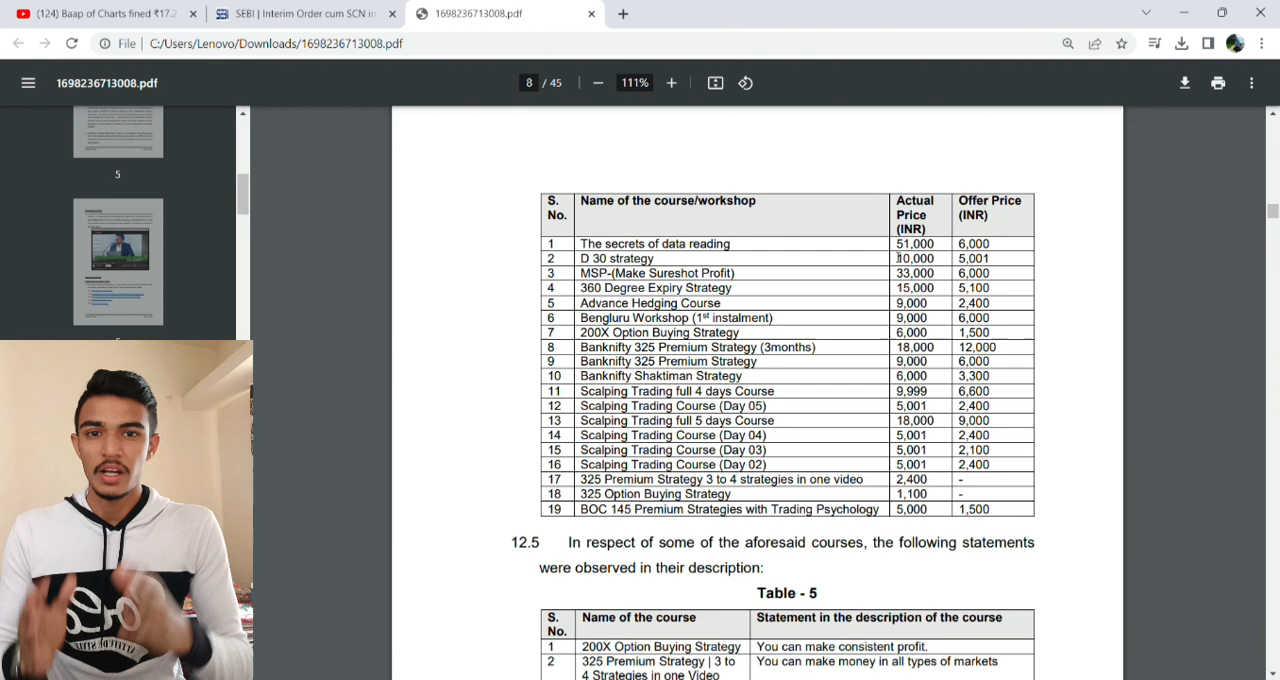 (124) Baap of Charts fined ₹17.2
SEBI | Interim Order cum SCN in
1698236713008.pdf
File C:/Users/Lenovo/Downloads/1698236713008.pdf
1698236713008.pdf 8 / 45 111%
5
S. No. Name of the course/workshop Actual Price (INR) Offer Price (INR)
1 The secrets of data reading 51,000 6,000
2 D 30 strategy 10,000 5,001
3 MSP-(Make Sureshot Profit) 33,000 6,000
4 360 Degree Expiry Strategy 15,000 5,100
5 Advance Hedging Course 9,000 2,400
6 Bengluru Workshop (1st instalment) 9,000 6,000
7 200X Option Buying Strategy 6,000 1,500
8 Banknifty 325 Premium Strategy (3months) 18,000 12,000
9 Banknifty 325 Premium Strategy 9,000 6,000
10 Banknifty Shaktiman Strategy 6,000 3,300
11 Scalping Trading full 4 days Course 9,999 6,600
12 Scalping Trading Course (Day 05) 5,001 2,400
13 Scalping Trading full 5 days Course 18,000 9,000
14 Scalping Trading Course (Day 04) 5,001 2,400
15 Scalping Trading Course (Day 03) 5,001 2,100
16 Scalping Trading Course (Day 02) 5,001 2,400
17 325 Premium Strategy 3 to 4 strategies in one video 2,400 -
18 325 Option Buying Strategy 1,100 -
19 BOC 145 Premium Strategies with Trading Psychology 5,000 1,500
12.5 In respect of some of the aforesaid courses, the following statements
were observed in their description:
Table - 5
S. No. Name of the course Statement in the description of the course
1 200X Option Buying Strategy You can make consistent profit.
2 325 Premium Strategy | 3 to You can make money in all types of markets
4 Strategies in one Video